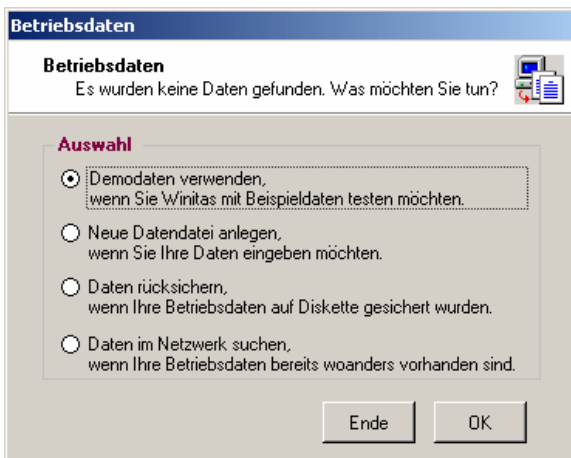 Betriebsdaten
Betriebsdaten
Es wurden keine Daten gefunden. Was möchten Sie tun?
Auswahl
Demodaten verwenden,
wenn Sie Winitas mit Beispieldaten testen möchten.
Neue Datendatei anlegen,
wenn Sie Ihre Daten eingeben möchten.
Daten rücksichern,
wenn Ihre Betriebsdaten auf Diskette gesichert wurden.
Daten im Netzwerk suchen,
wenn Ihre Betriebsdaten bereits woanders vorhanden sind.
Ende
OK